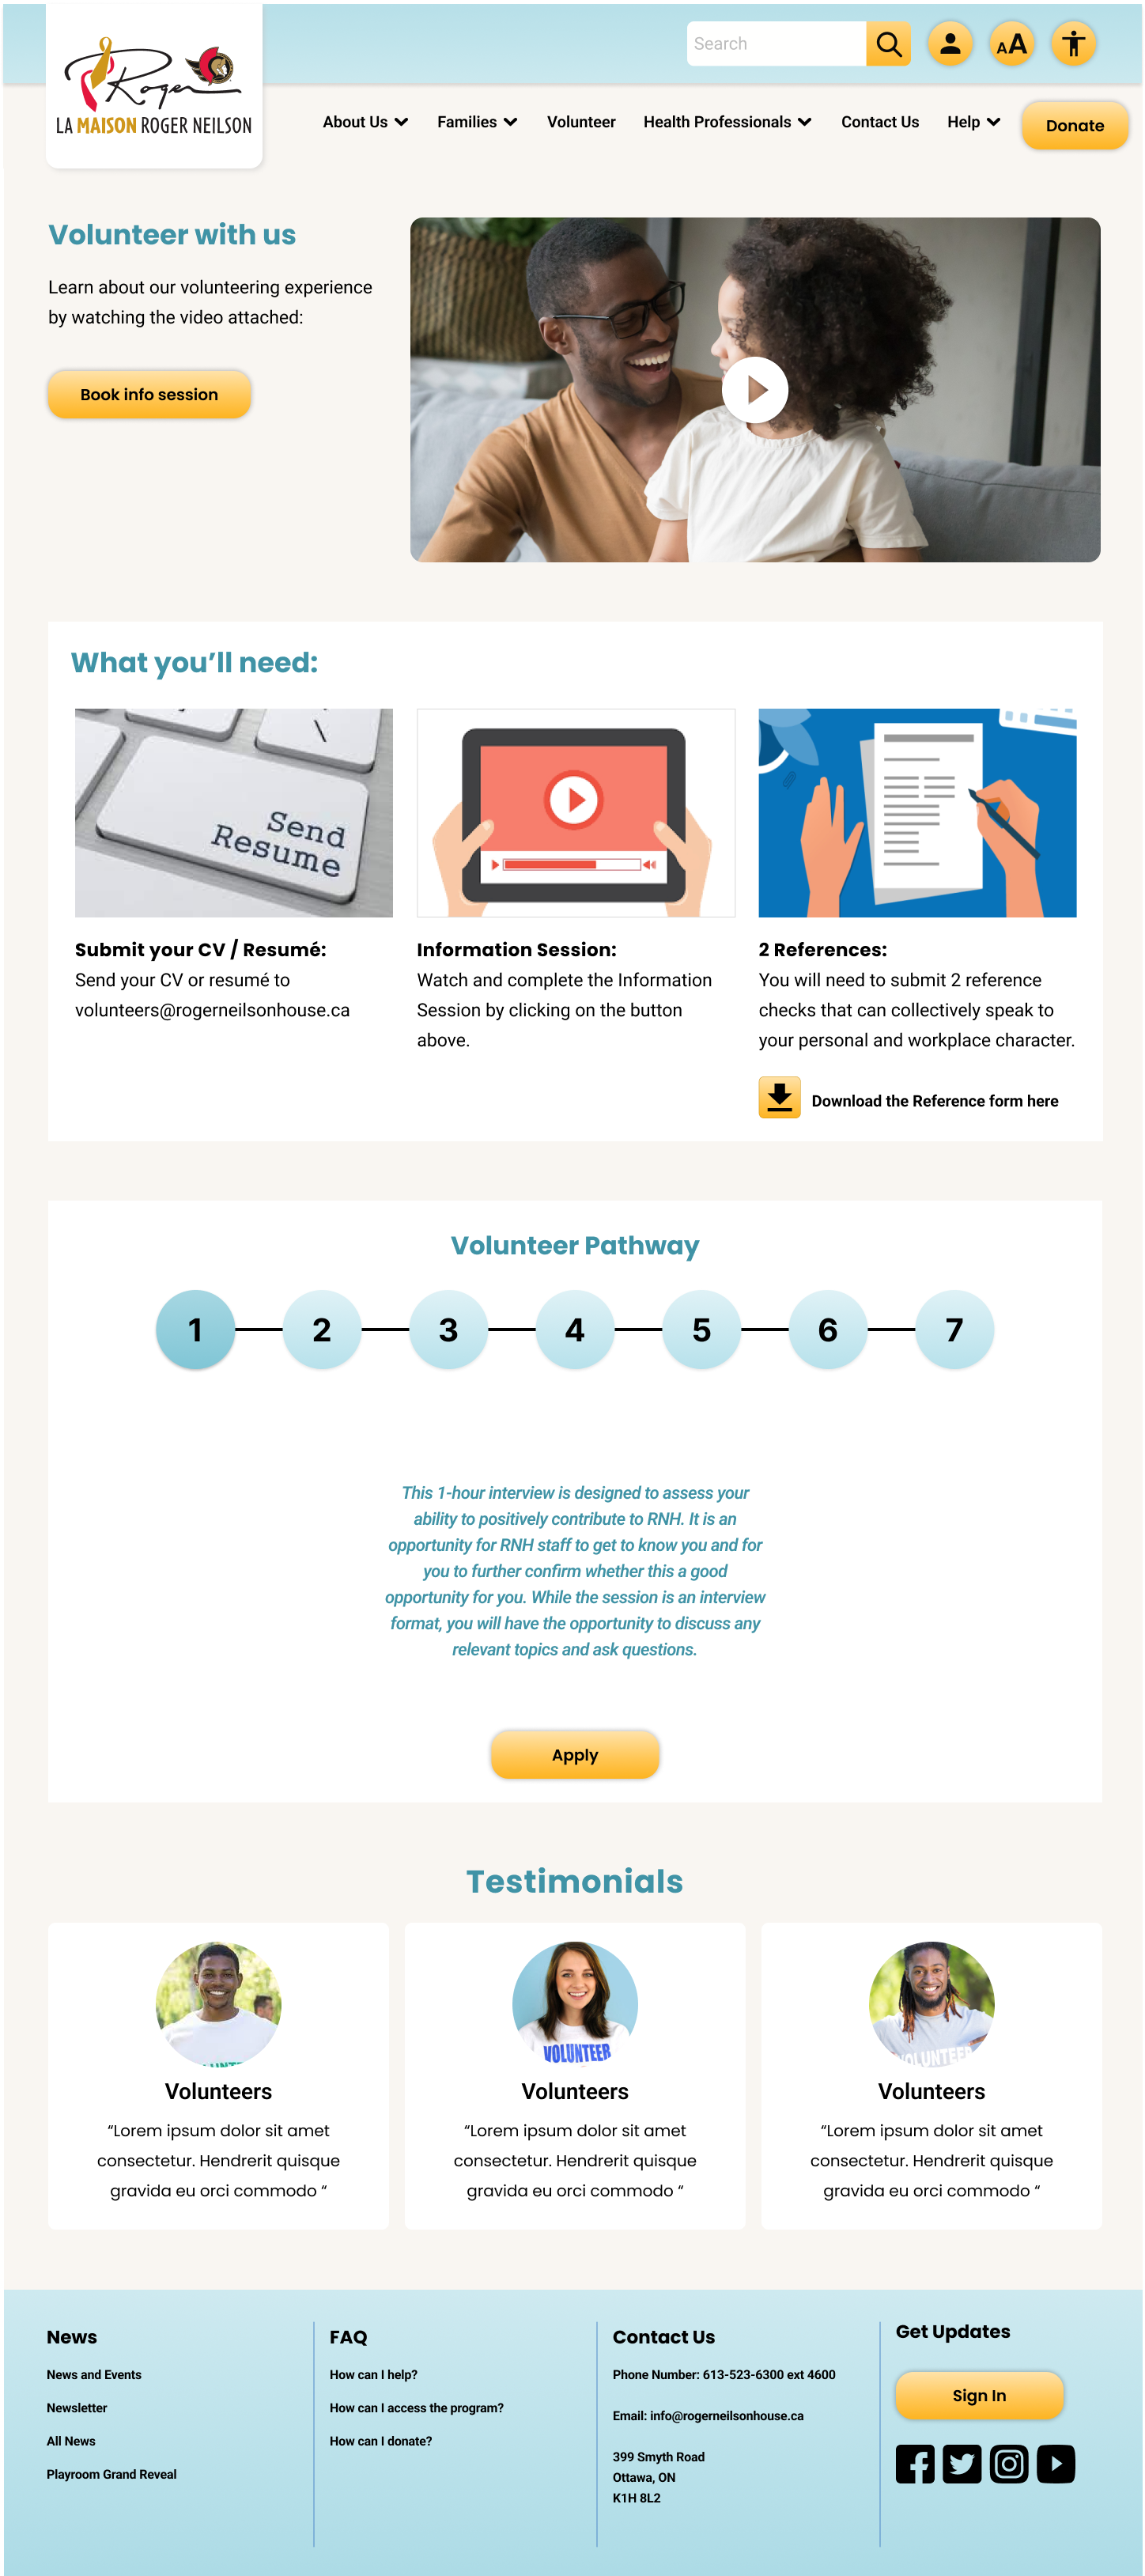 Search
AA
Roger
LA MAISON ROGER NEILSON
About Us
Families
Volunteer
Health Professionals
Contact Us
Help
Donate
Volunteer with us
Learn about our volunteering experience
by watching the video attached:
Book info session
What you’ll need:
Send
Resume
Submit your CV / Resumé:
Send your CV or resumé to
volunteers@rogerneilsonhouse.ca
Information Session:
Watch and complete the Information
Session by clicking on the button
above.
2 References:
You will need to submit 2 reference
checks that can collectively speak to
your personal and workplace character.
Download the Reference form here
Volunteer Pathway
1
2
3
4
5
6
7
This 1-hour interview is designed to assess your
ability to positively contribute to RNH. It is an
opportunity for RNH staff to get to know you and for
you to further confirm whether this a good
opportunity for you. While the session is an interview
format, you will have the opportunity to discuss any
relevant topics and ask questions.
Apply
Testimonials
Volunteers
“Lorem ipsum dolor sit amet
consectetur. Hendrerit quisque
gravida eu orci commodo “
VOLUNTEER
Volunteers
“Lorem ipsum dolor sit amet
consectetur. Hendrerit quisque
gravida eu orci commodo “
VOLUNTEER
Volunteers
“Lorem ipsum dolor sit amet
consectetur. Hendrerit quisque
gravida eu orci commodo “
News
News and Events
Newsletter
All News
Playroom Grand Reveal
FAQ
How can I help?
How can I access the program?
How can I donate?
Contact Us
Phone Number: 613-523-6300 ext 4600
Email: info@rogerneilsonhouse.ca
399 Smyth Road
Ottawa, ON
K1H 8L2
Get Updates
Sign In